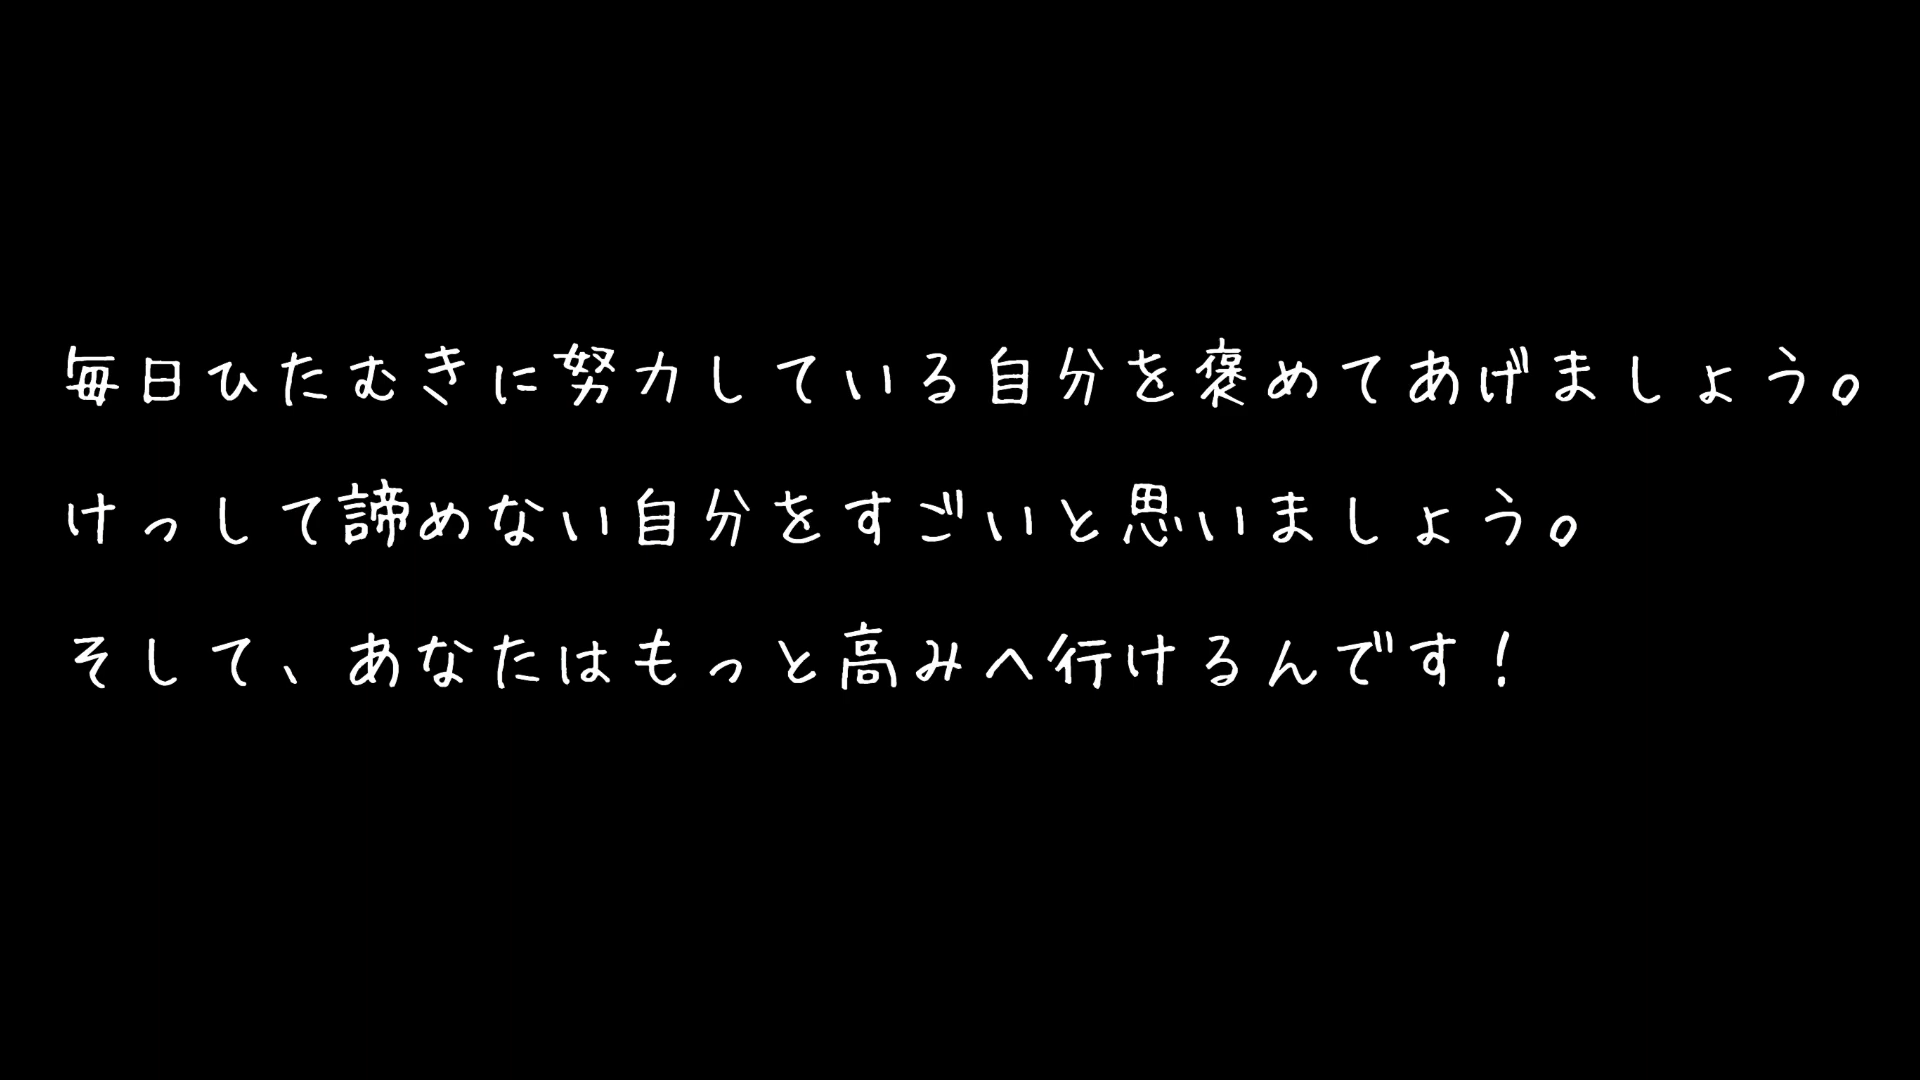 毎日ひたむきに努力している自分を褒めてあげましょう。
けっして諦めない自分をすごいと思いましょう。
そして、あなたはもっと高みへ行けるんです！